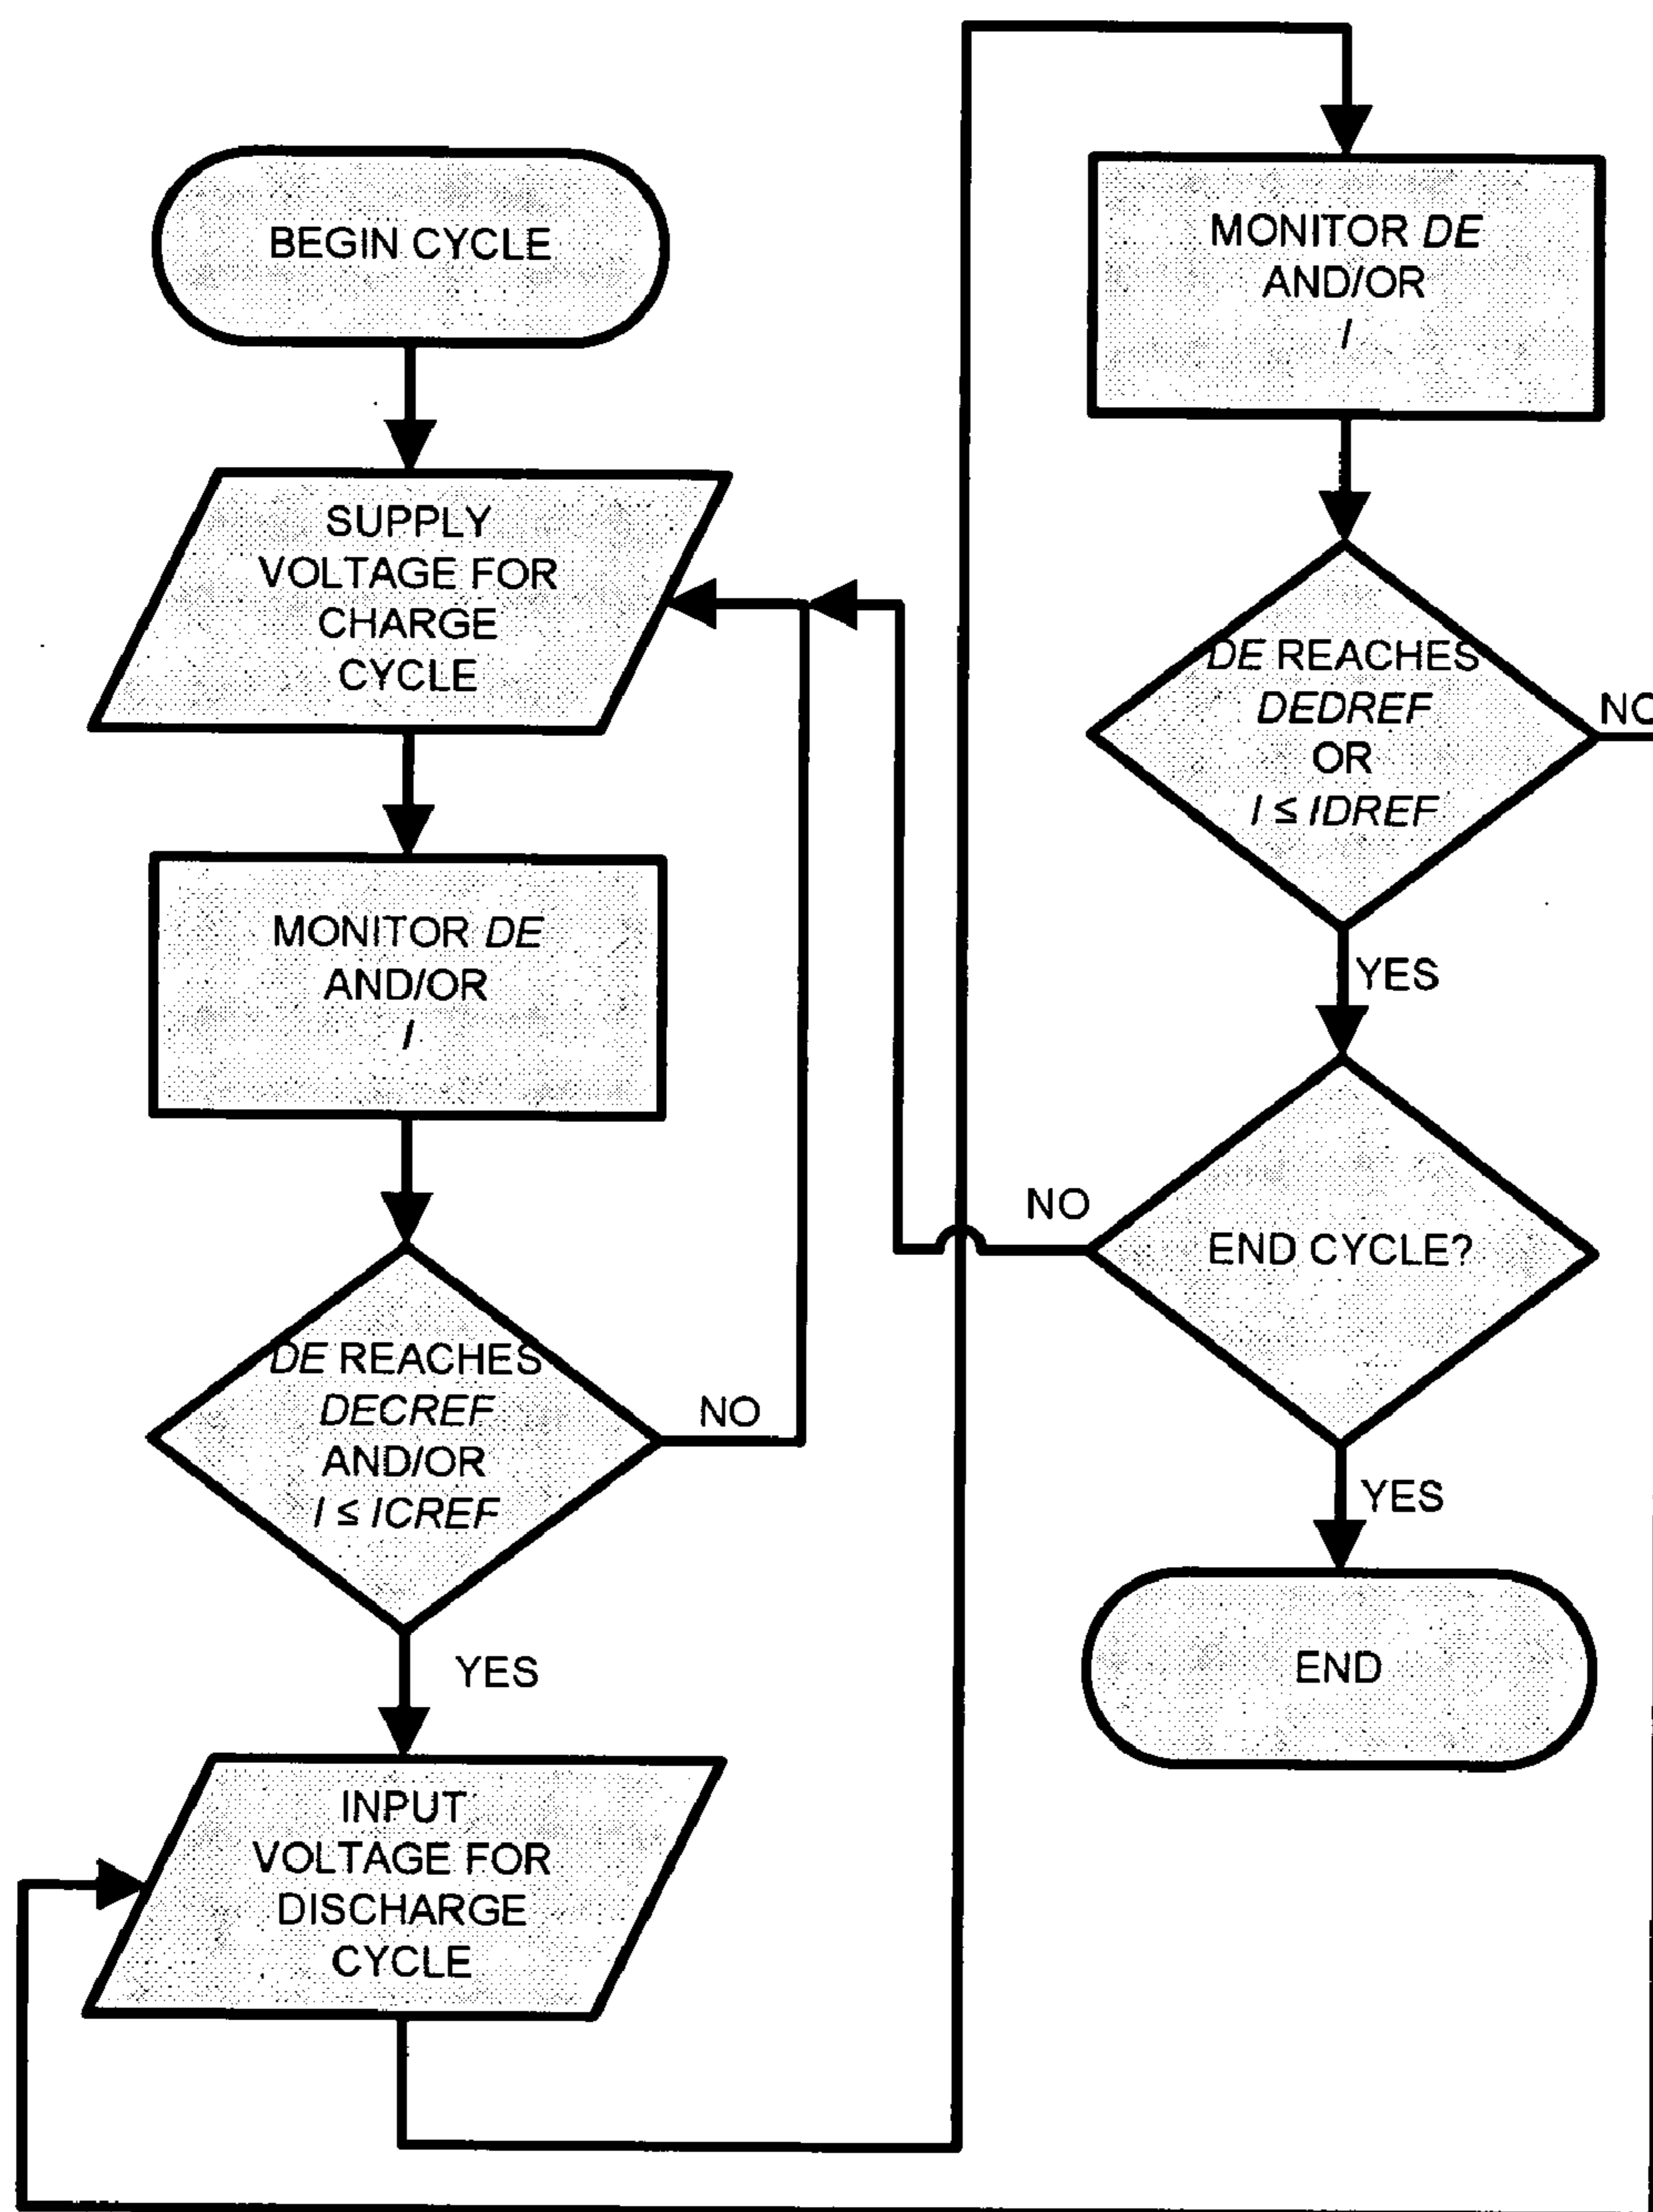 BEGIN CYCLE
SUPPLY
VOLTAGE FOR
CHARGE
CYCLE
MONITOR DE
AND/OR
I
DE REACHES
DECREF
AND/OR
I ≤ ICREF
NO
YES
INPUT
VOLTAGE FOR
DISCHARGE
CYCLE
MONITOR DE
AND/OR
I
DE REACHES
DEDREF
OR
I ≤ IDREF
NO
YES
END CYCLE?
NO
YES
END